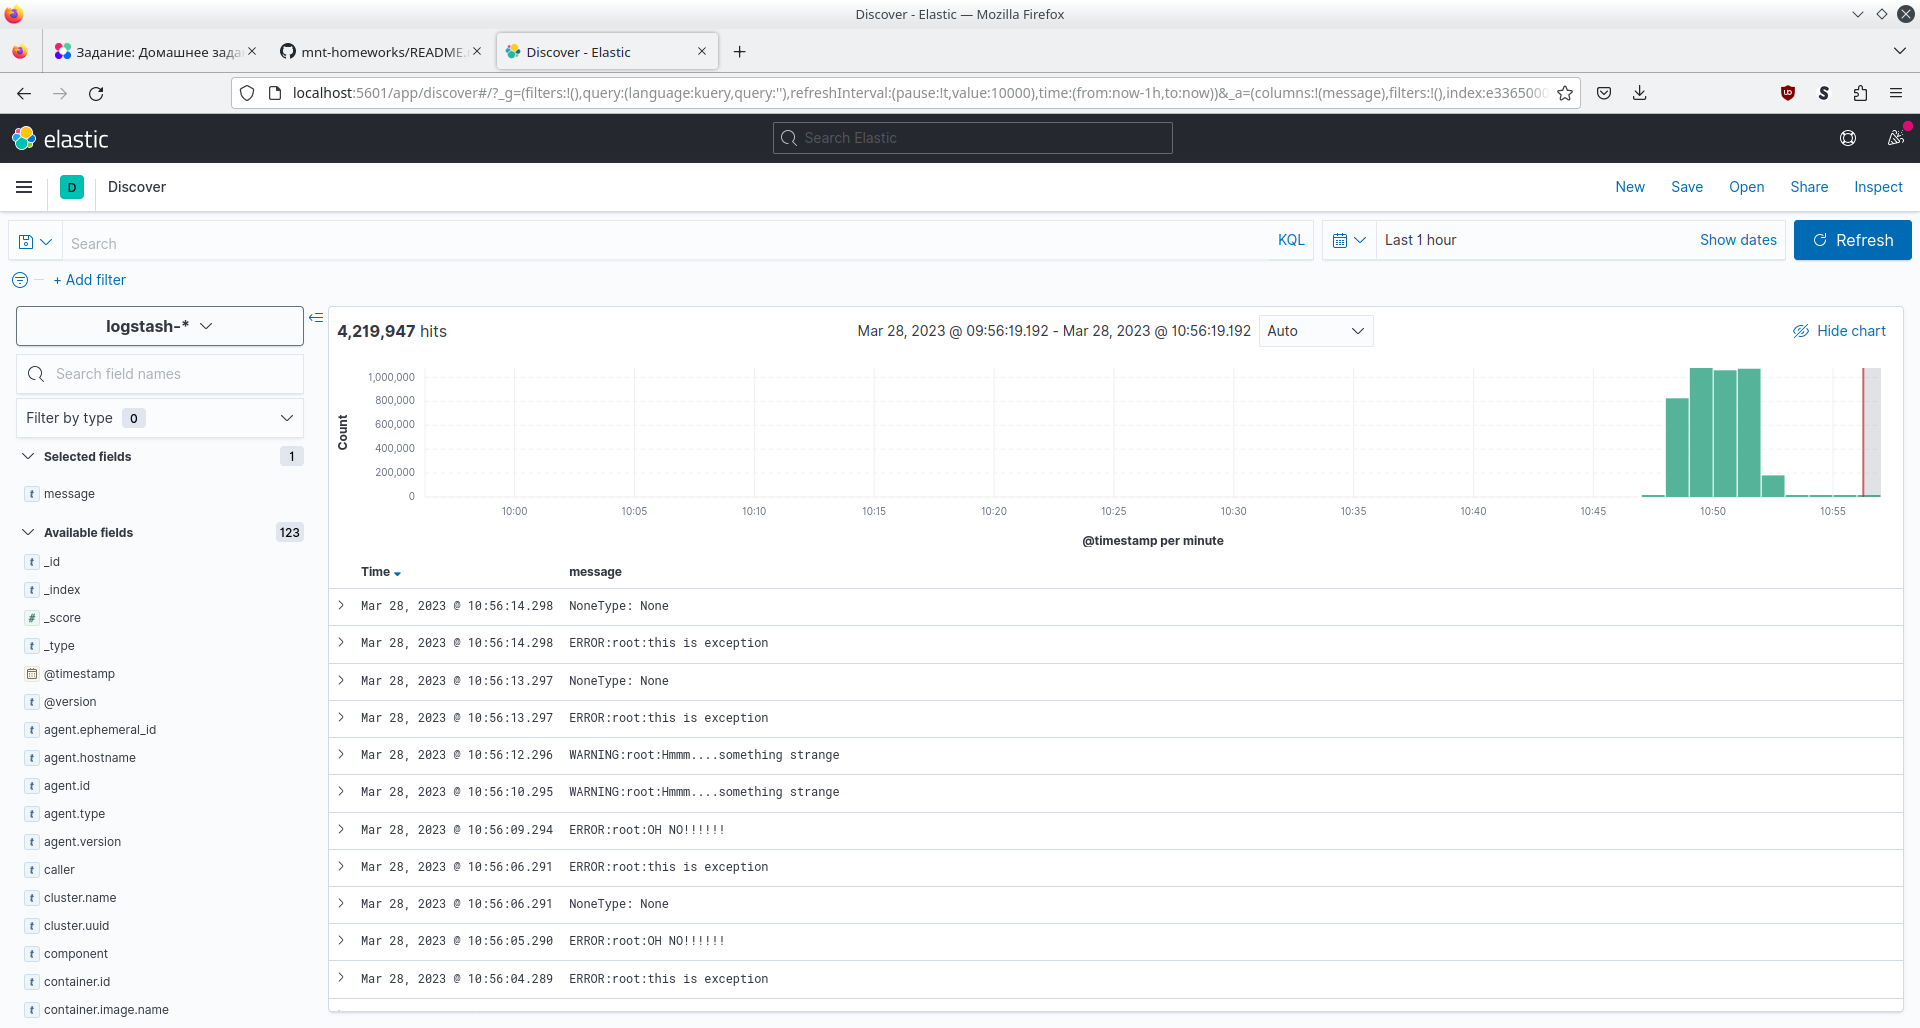 Discover - Elastic — Mozilla Firefox
Задание: Домашнее зада
mnt-homeworks/README.
Discover - Elastic
localhost:5601/app/discover#/?_g=(filters:!(),query:(language:kuery,query:''),refreshInterval:(pause:!t,value:10000),time:(from:now-1h,to:now))&_a=(columns:!(message),filters:!(),index:e3365000
elastic
Search Elastic
D
Discover
New
Save
Open
Share
Inspect
Search
KQL
Last 1 hour
Show dates
Refresh
+ Add filter
logstash-*
Search field names
Filter by type 0
Selected fields 1
t message
Available fields 123
t _id
t _index
# _score
t _type
@timestamp
t @version
t agent.ephemeral_id
t agent.hostname
t agent.id
t agent.type
t agent.version
t caller
t cluster.name
t cluster.uuid
t component
t container.id
t container.image.name
4,219,947 hits
Mar 28, 2023 @ 09:56:19.192 - Mar 28, 2023 @ 10:56:19.192
Auto
Hide chart
Count
1,000,000
800,000
600,000
400,000
200,000
0
10:00 10:05 10:10 10:15 10:20 10:25 10:30 10:35 10:40 10:45 10:50 10:55
@timestamp per minute
Time message
Mar 28, 2023 @ 10:56:14.298 NoneType: None
Mar 28, 2023 @ 10:56:14.298 ERROR:root:this is exception
Mar 28, 2023 @ 10:56:13.297 NoneType: None
Mar 28, 2023 @ 10:56:13.297 ERROR:root:this is exception
Mar 28, 2023 @ 10:56:12.296 WARNING:root:Hmmm....something strange
Mar 28, 2023 @ 10:56:10.295 WARNING:root:Hmmm....something strange
Mar 28, 2023 @ 10:56:09.294 ERROR:root:OH NO!!!!!!
Mar 28, 2023 @ 10:56:06.291 ERROR:root:this is exception
Mar 28, 2023 @ 10:56:06.291 NoneType: None
Mar 28, 2023 @ 10:56:05.290 ERROR:root:OH NO!!!!!!
Mar 28, 2023 @ 10:56:04.289 ERROR:root:this is exception